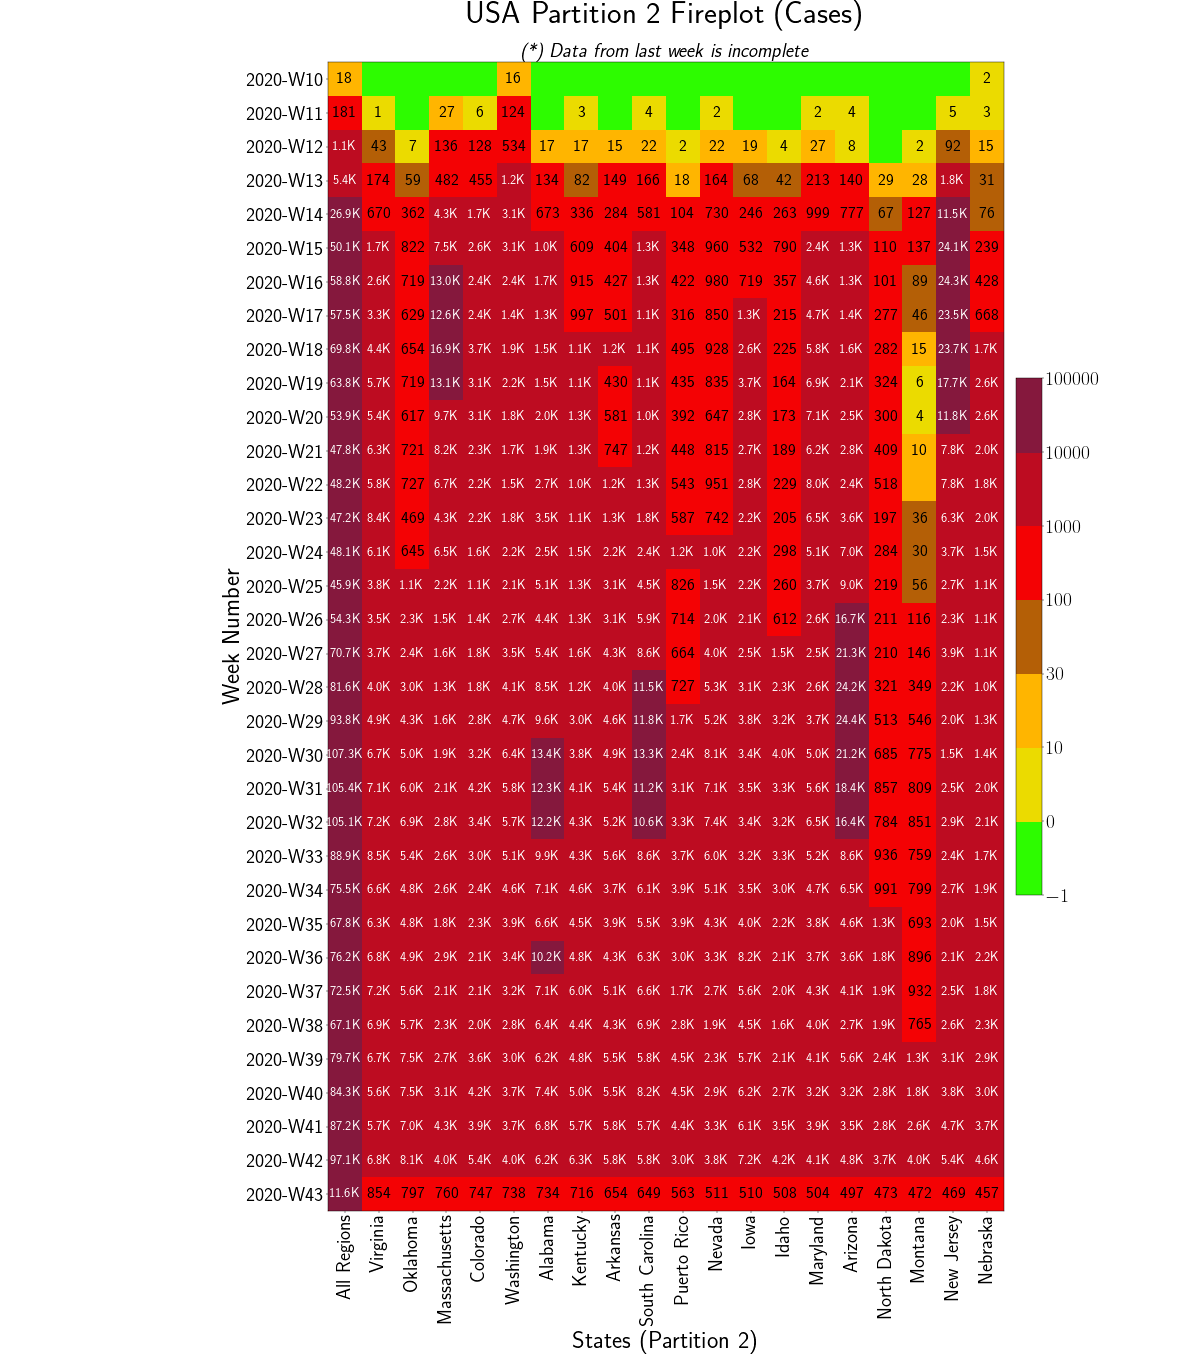 USA Partition 2 Fireplot (Cases)
(*) Data from last week is incomplete
2020-W10 18 16 2
2020-W11 181 1 27 6 124 3 4 2 2 4 5 3
2020-W12 1.1K 43 7 136 128 534 17 17 15 22 2 22 19 4 27 8 2 92 15
2020-W13 5.4K 174 59 482 455 1.2K 134 82 149 166 18 164 68 42 213 140 29 28 1.8K 31
2020-W14 26.9K 670 362 4.3K 1.7K 3.1K 673 336 284 581 104 730 246 263 999 777 67 127 11.5K 76
2020-W15 50.1K 1.7K 822 7.5K 2.6K 3.1K 1.0K 609 404 1.3K 348 960 532 790 2.4K 1.3K 110 137 24.1K 239
2020-W16 58.8K 2.6K 719 13.0K 2.4K 2.4K 1.7K 915 427 1.3K 422 980 719 357 4.6K 1.3K 101 89 24.3K 428
2020-W17 57.5K 3.3K 629 12.6K 2.4K 1.4K 1.3K 997 501 1.1K 316 850 1.3K 215 4.7K 1.4K 277 46 23.5K 668
2020-W18 69.8K 4.4K 654 16.9K 3.7K 1.9K 1.5K 1.1K 1.2K 1.1K 495 928 2.6K 225 5.8K 1.6K 282 15 23.7K 1.7K
2020-W19 63.8K 5.7K 719 13.1K 3.1K 2.2K 1.5K 1.1K 430 1.1K 435 835 3.7K 164 6.9K 2.1K 324 6 17.7K 2.6K
2020-W20 53.9K 5.4K 617 9.7K 3.1K 1.8K 2.0K 1.3K 581 1.0K 392 647 2.8K 173 7.1K 2.5K 300 4 11.8K 2.6K
2020-W21 47.8K 6.3K 721 8.2K 2.3K 1.7K 1.9K 1.3K 747 1.2K 448 815 2.7K 189 6.2K 2.8K 409 10 7.8K 2.0K
2020-W22 48.2K 5.8K 727 6.7K 2.2K 1.5K 2.7K 1.0K 1.2K 1.3K 543 951 2.8K 229 8.0K 2.4K 518 7.8K 1.8K
2020-W23 47.2K 8.4K 469 4.3K 2.2K 1.8K 3.5K 1.1K 1.3K 1.8K 587 742 2.2K 205 6.5K 3.6K 197 36 6.3K 2.0K
2020-W24 48.1K 6.1K 645 6.5K 1.6K 2.2K 2.5K 1.5K 2.2K 2.4K 1.2K 1.0K 2.2K 298 5.1K 7.0K 284 30 3.7K 1.5K
2020-W25 45.9K 3.8K 1.1K 2.2K 1.1K 2.1K 5.1K 1.3K 3.1K 4.5K 826 1.5K 2.2K 260 3.7K 9.0K 219 56 2.7K 1.1K
2020-W26 54.3K 3.5K 2.3K 1.5K 1.4K 2.7K 4.4K 1.3K 3.1K 5.9K 714 2.0K 2.1K 612 2.6K 16.7K 211 116 2.3K 1.1K
2020-W27 70.7K 3.7K 2.4K 1.6K 1.8K 3.5K 5.4K 1.6K 4.3K 8.6K 664 4.0K 2.5K 1.5K 2.5K 21.3K 210 146 3.9K 1.1K
2020-W28 81.6K 4.0K 3.0K 1.3K 1.8K 4.1K 8.5K 1.2K 4.0K 11.5K 727 5.3K 3.1K 2.3K 2.6K 24.2K 321 349 2.2K 1.0K
2020-W29 93.8K 4.9K 4.3K 1.6K 2.8K 4.7K 9.6K 3.0K 4.6K 11.8K 1.7K 5.2K 3.8K 3.2K 3.7K 24.4K 513 546 2.0K 1.3K
2020-W30 107.3K 6.7K 5.0K 1.9K 3.2K 6.4K 13.4K 3.8K 4.9K 13.3K 2.4K 8.1K 3.4K 4.0K 5.0K 21.2K 685 775 1.5K 1.4K
2020-W31 105.4K 7.1K 6.0K 2.1K 4.2K 5.8K 12.3K 4.1K 5.4K 11.2K 3.1K 7.1K 3.5K 3.3K 5.6K 18.4K 857 809 2.5K 2.0K
2020-W32 105.1K 7.2K 6.9K 2.8K 3.4K 5.7K 12.2K 4.3K 5.2K 10.6K 3.3K 7.4K 3.4K 3.2K 6.5K 16.4K 784 851 2.9K 2.1K
2020-W33 88.9K 8.5K 5.4K 2.6K 3.0K 5.1K 9.9K 4.3K 5.6K 8.6K 3.7K 6.0K 3.2K 3.3K 5.2K 8.6K 936 759 2.4K 1.7K
2020-W34 75.5K 6.6K 4.8K 2.6K 2.4K 4.6K 7.1K 4.6K 3.7K 6.1K 3.9K 5.1K 3.5K 3.0K 4.7K 6.5K 991 799 2.7K 1.9K
2020-W35 67.8K 6.3K 4.8K 1.8K 2.3K 3.9K 6.6K 4.5K 3.9K 5.5K 3.9K 4.3K 4.0K 2.2K 3.8K 4.6K 1.3K 693 2.0K 1.5K
2020-W36 76.2K 6.8K 4.9K 2.9K 2.1K 3.4K 10.2K 4.8K 4.3K 6.3K 3.0K 3.3K 8.2K 2.1K 3.7K 3.6K 1.8K 896 2.1K 2.2K
2020-W37 72.5K 7.2K 5.6K 2.1K 2.1K 3.2K 7.1K 6.0K 5.1K 6.6K 1.7K 2.7K 5.6K 2.0K 4.3K 4.1K 1.9K 932 2.5K 1.8K
2020-W38 67.1K 6.9K 5.7K 2.3K 2.0K 2.8K 6.4K 4.4K 4.3K 6.9K 2.8K 1.9K 4.5K 1.6K 4.0K 2.7K 1.9K 765 2.6K 2.3K
2020-W39 79.7K 6.7K 7.5K 2.7K 3.6K 3.0K 6.2K 4.8K 5.5K 5.8K 4.5K 2.3K 5.7K 2.1K 4.1K 5.6K 2.4K 1.3K 3.1K 2.9K
2020-W40 84.3K 5.6K 7.5K 3.1K 4.2K 3.7K 7.4K 5.0K 5.5K 8.2K 4.5K 2.9K 6.2K 2.7K 3.2K 3.2K 2.8K 1.8K 3.8K 3.0K
2020-W41 87.2K 5.7K 7.0K 4.3K 3.9K 3.7K 6.8K 5.7K 5.8K 5.7K 4.4K 3.3K 6.1K 3.5K 3.9K 3.5K 2.8K 2.6K 4.7K 3.7K
2020-W42 97.1K 6.8K 8.1K 4.0K 5.4K 4.0K 6.2K 6.3K 5.8K 5.8K 3.0K 3.8K 7.2K 4.2K 4.1K 4.8K 3.7K 4.0K 5.4K 4.6K
2020-W43 11.6K 854 797 760 747 738 734 716 654 649 563 511 510 508 504 497 473 472 469 457
Week Number
All Regions
Virginia
Oklahoma
Massachusetts
Colorado
Washington
Alabama
Kentucky
Arkansas
South Carolina
Puerto Rico
Nevada
Iowa
Idaho
Maryland
Arizona
North Dakota
Montana
New Jersey
Nebraska
States (Partition 2)
100000
10000
1000
100
30
10
0
−1